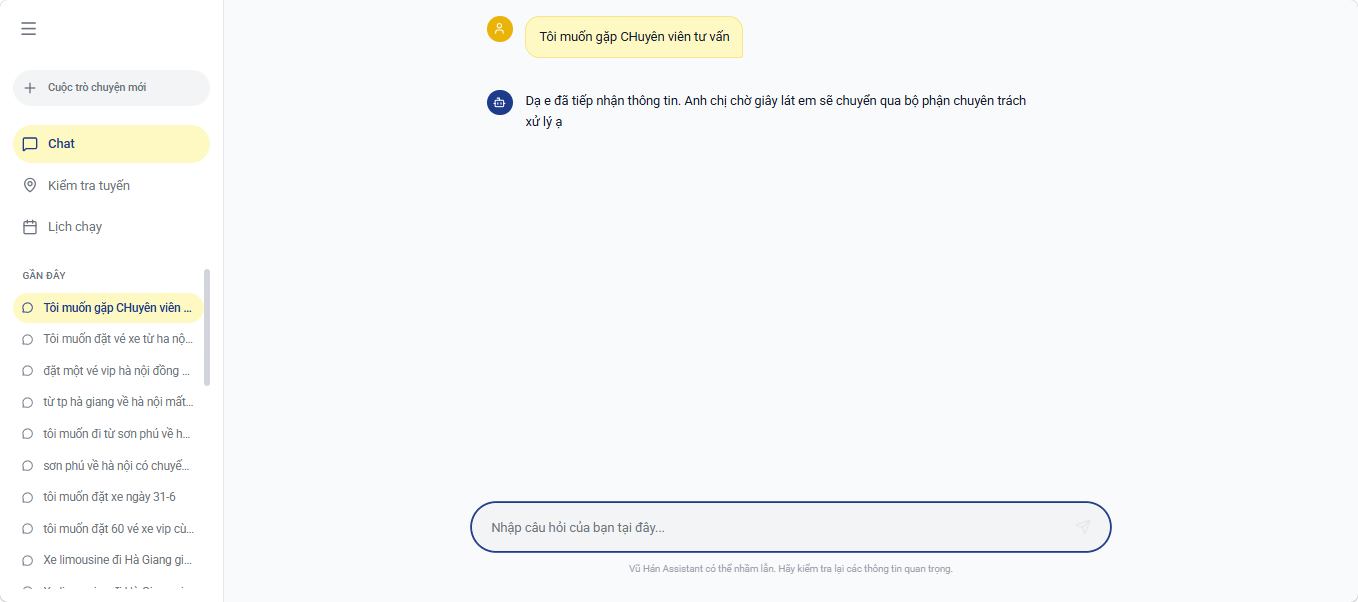 Cuộc trò chuyện mới
Chat
Kiểm tra tuyến
Lịch chạy
GẦN ĐÂY
Tôi muốn gặp CHuyên viên ...
Tôi muốn đặt vé xe từ ha nộ...
đặt một vé vip hà nội đồng ...
từ tp hà giang về hà nội mất...
tôi muốn đi từ sơn phú về h...
sơn phú về hà nội có chuyế...
tôi muốn đặt xe ngày 31-6
tôi muốn đặt 60 vé xe vip cù...
Xe limousine đi Hà Giang gi...
Tôi muốn gặp CHuyên viên tư vấn
Dạ e đã tiếp nhận thông tin. Anh chị chờ giây lát em sẽ chuyển qua bộ phận chuyên trách
xử lý ạ
Nhập câu hỏi của bạn tại đây...
Vũ Hán Assistant có thể nhầm lẫn. Hãy kiểm tra lại các thông tin quan trọng.